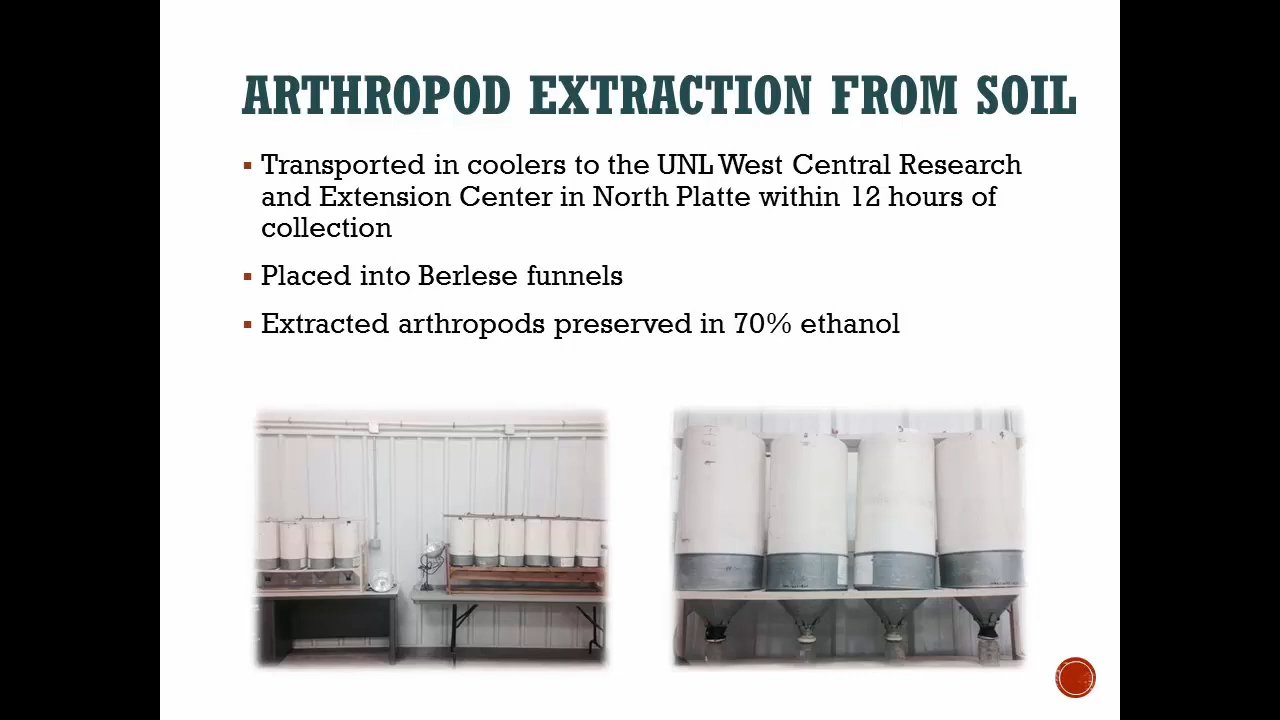 ARTHROPOD EXTRACTION FROM SOIL
▪ Transported in coolers to the UNL West Central Research
and Extension Center in North Platte within 12 hours of
collection
▪ Placed into Berlese funnels
▪ Extracted arthropods preserved in 70% ethanol